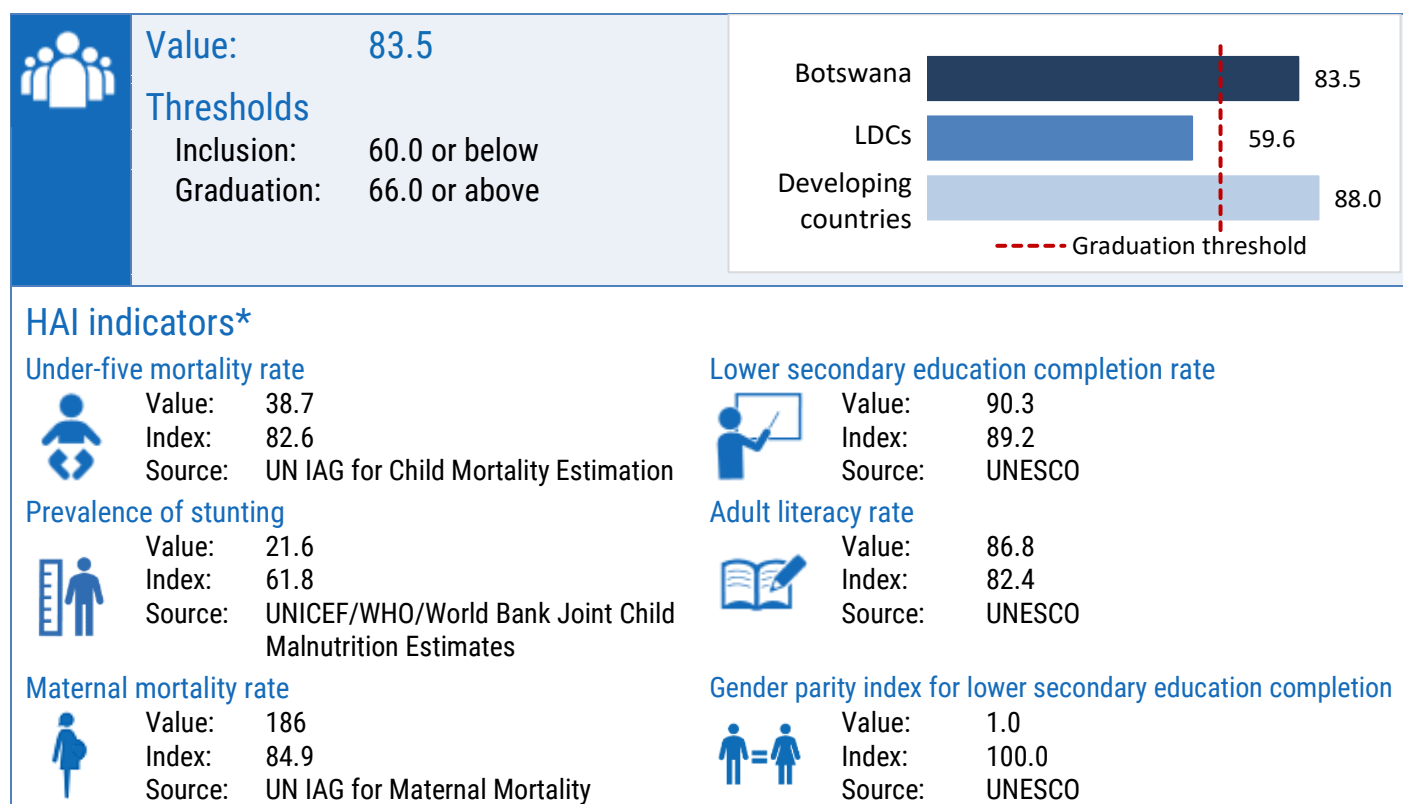 Value: 83.5
Thresholds
Inclusion: 60.0 or below
Graduation: 66.0 or above
Botswana 83.5
LDCs 59.6
Developing
countries 88.0
Graduation threshold
HAI indicators*
Under-five mortality rate
Value: 38.7
Index: 82.6
Source: UN IAG for Child Mortality Estimation
Lower secondary education completion rate
Value: 90.3
Index: 89.2
Source: UNESCO
Prevalence of stunting
Value: 21.6
Index: 61.8
Source: UNICEF/WHO/World Bank Joint Child
Malnutrition Estimates
Adult literacy rate
Value: 86.8
Index: 82.4
Source: UNESCO
Maternal mortality rate
Value: 186
Index: 84.9
Source: UN IAG for Maternal Mortality
Gender parity index for lower secondary education completion
Value: 1.0
Index: 100.0
Source: UNESCO